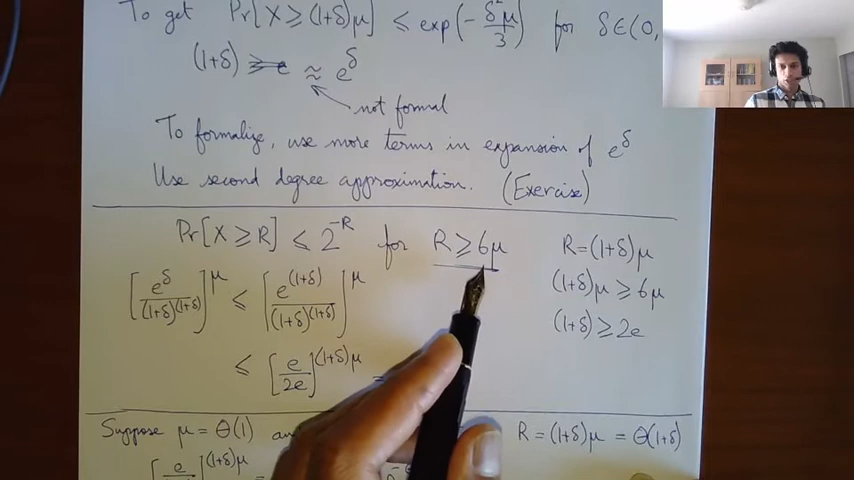 To get Pr[X ≥ (1+δ)μ] ≤ exp(-δ²μ/3) for δ∈(0,
(1+δ) ≈ e^δ
not formal
To formalize, use more terms in expansion of e^δ
Use second degree approximation. (Exercise)
Pr[X ≥ R] ≤ 2^{-R} for R ≥ 6μ R = (1+δ)μ
[e^δ/(1+δ)^{(1+δ)}]^μ ≤ [e^{(1+δ)}/(1+δ)^{(1+δ)}]^μ (1+δ)μ ≥ 6μ
(1+δ) ≥ 2e
≤ [e/2e]^{(1+δ)μ} =
Suppose μ = Θ(1) R = (1+δ)μ = Θ(1+δ)